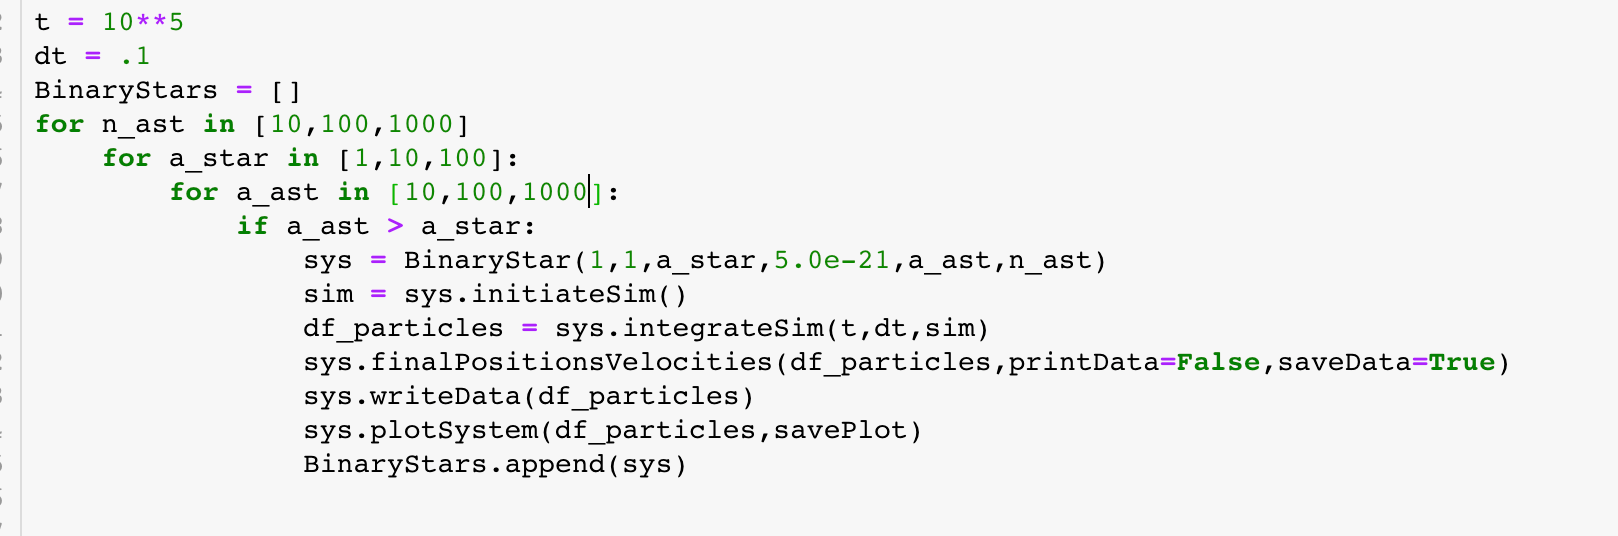 t = 10**5
dt = .1
BinaryStars = []
for n_ast in [10,100,1000]
    for a_star in [1,10,100]:
        for a_ast in [10,100,1000]:
            if a_ast > a_star:
                sys = BinaryStar(1,1,a_star,5.0e-21,a_ast,n_ast)
                sim = sys.initiateSim()
                df_particles = sys.integrateSim(t,dt,sim)
                sys.finalPositionsVelocities(df_particles,printData=False,saveData=True)
                sys.writeData(df_particles)
                sys.plotSystem(df_particles,savePlot)
                BinaryStars.append(sys)